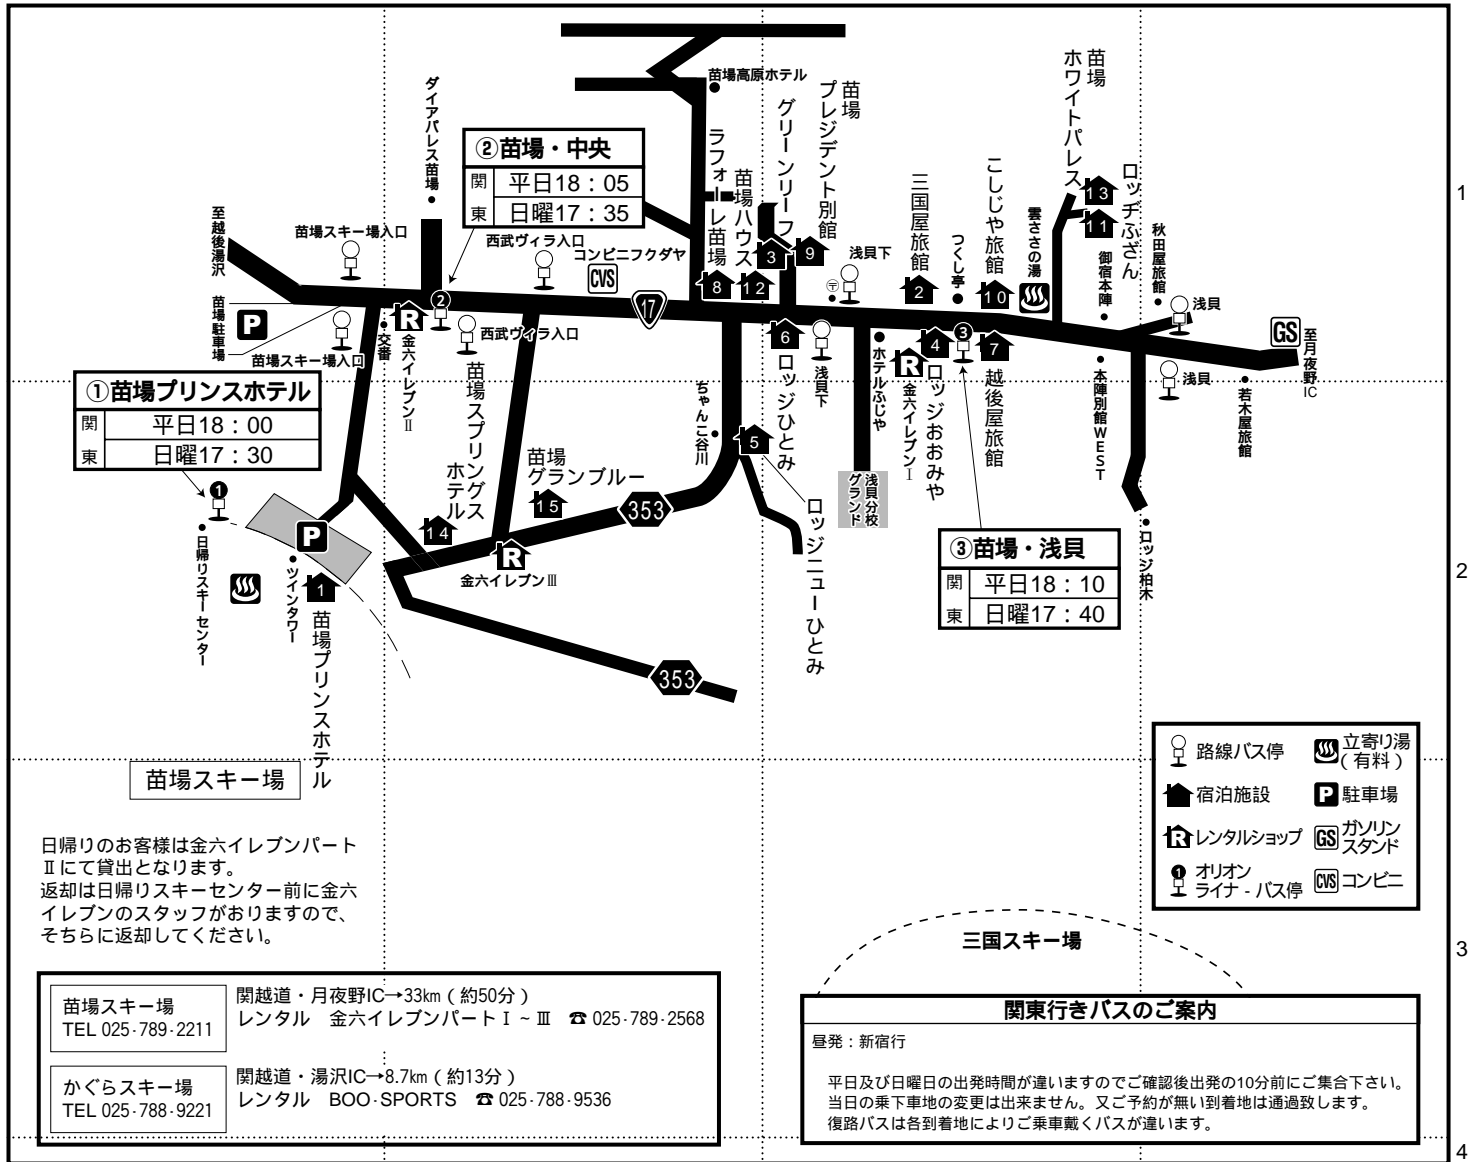 苗場高原ホテル
ダイアパレス苗場
②苗場・中央
関東
平日18：05
日曜17：35
ラフォーレ苗場
苗場ハウス
グリーンリーフ
苗場
プレジデント別館
三国屋旅館
つくし亭
こしじや旅館
雲ささの湯
苗場
ホワイトパレス
ロッヂふざん
御宿本陣
秋田屋旅館
1
至越後湯沢
苗場スキー場入口
西武ヴィラ入口
コンビニフクダヤ
CVS
浅貝下
浅貝
13
11
3
9
8
12
2
10
17
〒
苗場駐車場
P
苗場スキー場入口
交番
R
金六イレブンⅡ
2
西武ヴィラ入口
6
ロッジひとみ
浅貝下
ホテルふじや
R
金六イレブンⅠ
4
ロッジおおみや
3
7
越後屋旅館
本陣別館WEST
浅貝
若木屋旅館
GS
至月夜野IC
①苗場プリンスホテル
関東
平日18：00
日曜17：30
苗場スプリングスホテル
14
苗場
グランブルー
15
ちゃんこ谷川
5
ロッジニューひとみ
浅貝分校
グランド
353
R
金六イレブンⅢ
353
③苗場・浅貝
関東
平日18：10
日曜17：40
ロッジ柏木
2
1
日帰りスキーセンター
ツインタワー
P
1
苗場プリンスホテル
苗場スキー場
路線バス停
立寄り湯
（有料）
宿泊施設
P 駐車場
R レンタルショップ
GS ガソリン
スタンド
1 オリオン
ライナ - バス停
CVS コンビニ
日帰りのお客様は金六イレブンパート
Ⅱにて貸出となります。
返却は日帰りスキーセンター前に金六
イレブンのスタッフがおりますので、
そちらに返却してください。
三国スキー場
3
苗場スキー場
TEL 025-789-2211
関越道・月夜野IC→33km（約50分）
レンタル　金六イレブンパートⅠ～Ⅲ　☎ 025-789-2568
かぐらスキー場
TEL 025-788-9221
関越道・湯沢IC→8.7km（約13分）
レンタル　BOO-SPORTS　☎ 025-788-9536
関東行きバスのご案内
昼発：新宿行
平日及び日曜日の出発時間が違いますのでご確認後出発の10分前にご集合下さい。
当日の乗下車地の変更は出来ません。又ご予約が無い到着地は通過致します。
復路バスは各到着地によりご乗車戴くバスが違います。
4